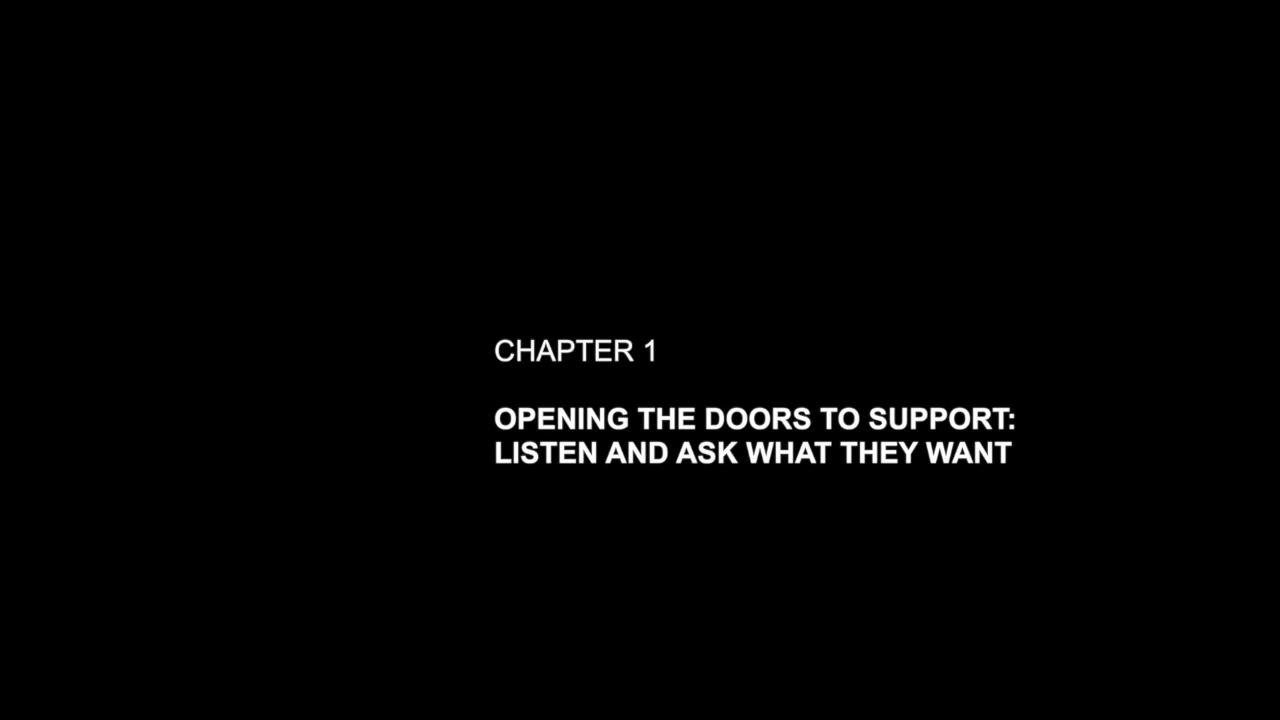 CHAPTER 1
OPENING THE DOORS TO SUPPORT:
LISTEN AND ASK WHAT THEY WANT